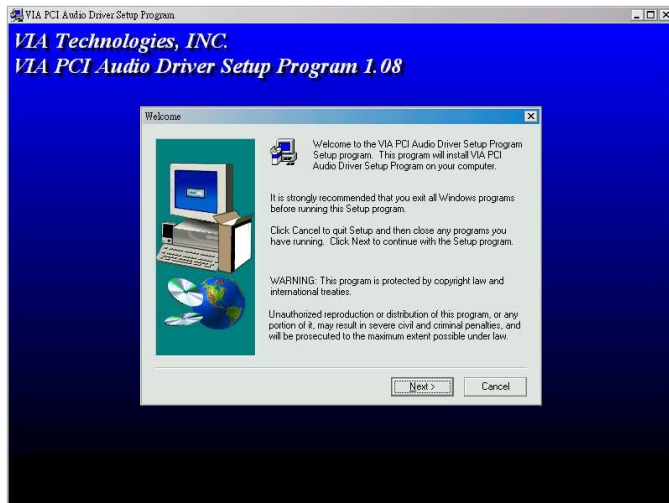 VIA PCI Audio Driver Setup Program
VIA Technologies, INC.
VIA PCI Audio Driver Setup Program 1.08
Welcome
Welcome to the VIA PCI Audio Driver Setup Program
Setup program. This program will install VIA PCI
Audio Driver Setup Program on your computer.
It is strongly recommended that you exit all Windows programs
before running this Setup program.
Click Cancel to quit Setup and then close any programs you
have running. Click Next to continue with the Setup program.
WARNING: This program is protected by copyright law and
international treaties.
Unauthorized reproduction or distribution of this program, or any
portion of it, may result in severe civil and criminal penalties, and
will be prosecuted to the maximum extent possible under law.
Next >
Cancel